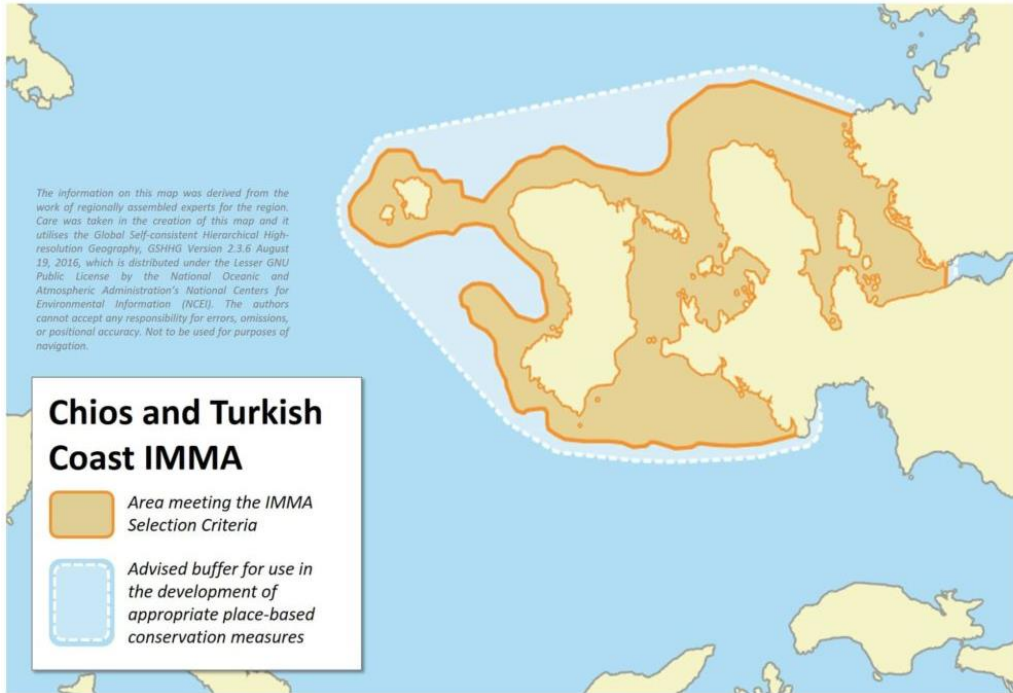 The information on this map was derived from the
work of regionally assembled experts for the region.
Care was taken in the creation of this map and it
utilises the Global Self-consistent Hierarchical High-
resolution Geography, GSHHG Version 2.3.6 August
19, 2016, which is distributed under the Lesser GNU
Public License by the National Oceanic and
Atmospheric Administration's National Centers for
Environmental Information (NCEI). The authors
cannot accept any responsibility for errors, omissions,
or positional accuracy. Not to be used for purposes of
navigation.
Chios and Turkish
Coast IMMA
Area meeting the IMMA
Selection Criteria
Advised buffer for use in
the development of
appropriate place-based
conservation measures